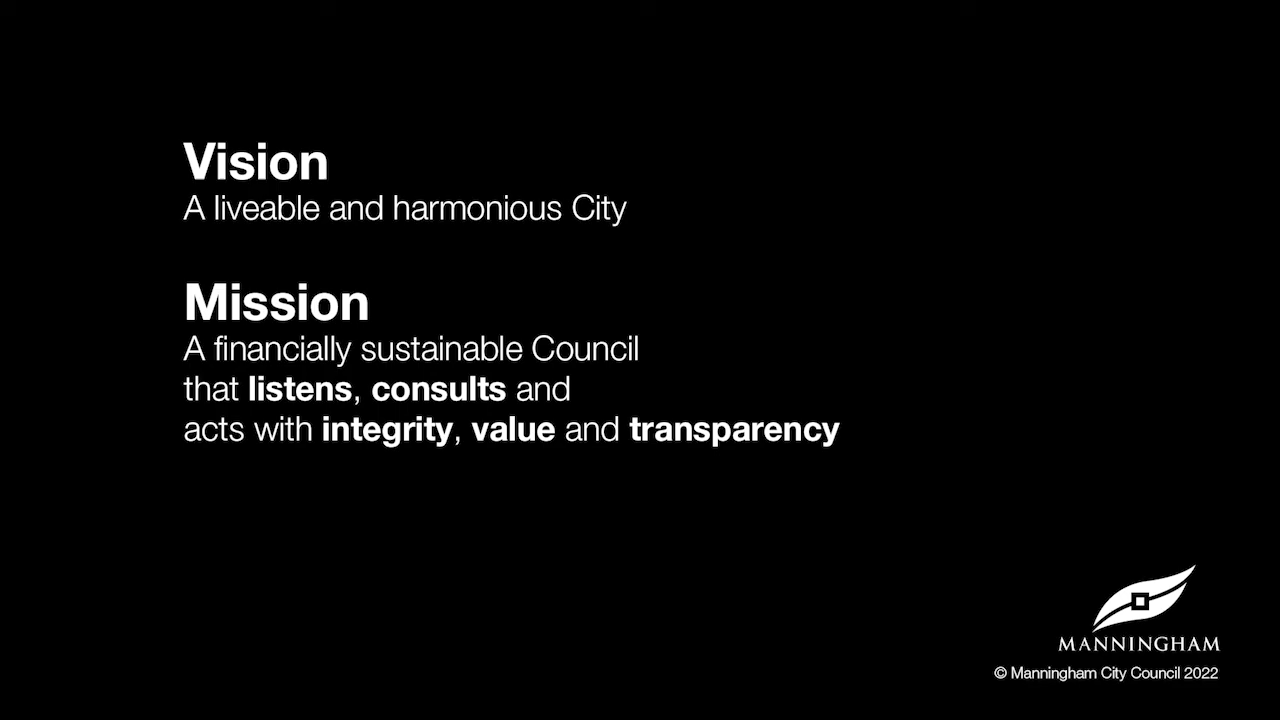 Vision
A liveable and harmonious City
Mission
A financially sustainable Council
that listens, consults and
acts with integrity, value and transparency
MANNINGHAM
© Manningham City Council 2022